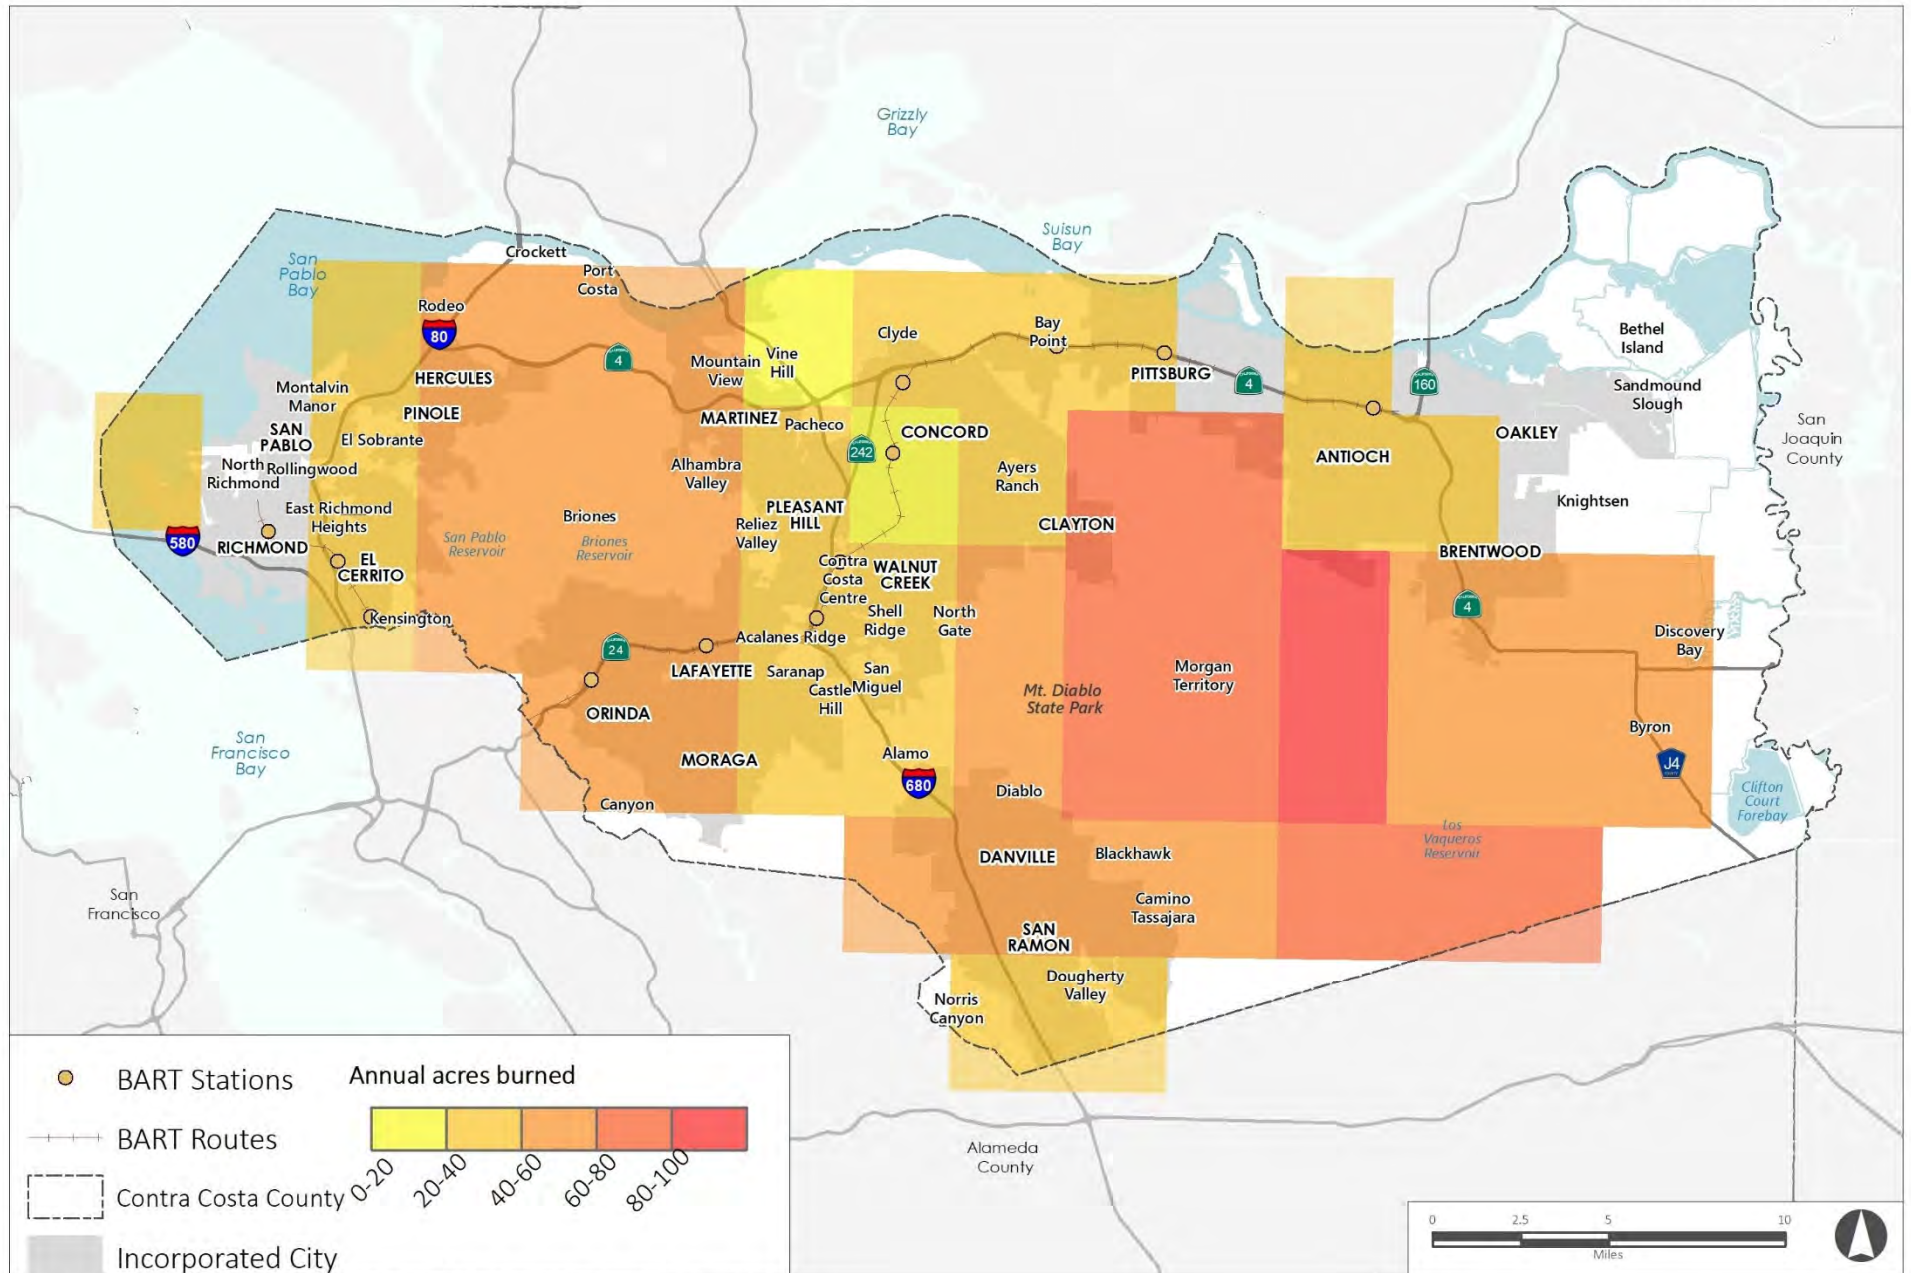 Grizzly
Bay
Suisun
Bay
San
Pablo
Bay
Crockett
Port
Costa
Rodeo
80
4
HERCULES
PINOLE
Montalvin
Manor
SAN
PABLO
El Sobrante
North
Richmond
Rollingwood
East Richmond
Heights
580
RICHMOND
EL
CERRITO
Kensington
San Pablo
Reservoir
Briones
Briones
Reservoir
Mountain
View
Vine
Hill
MARTINEZ
Pacheco
Alhambra
Valley
Clyde
Bay
Point
PITTSBURG
4
CONCORD
242
Ayers
Ranch
PLEASANT
HILL
Reliez
Valley
CLAYTON
Contra
Costa
Centre
WALNUT
CREEK
Shell
Ridge
North
Gate
Acalanes Ridge
24
LAFAYETTE
Saranap
Castle
Hill
San
Miguel
ORINDA
MORAGA
Canyon
Alamo
680
Diablo
Mt. Diablo
State Park
Morgan
Territory
DANVILLE
Blackhawk
Camino
Tassajara
SAN
RAMON
Dougherty
Valley
Norris
Canyon
160
ANTIOCH
OAKLEY
Bethel
Island
Sandmound
Slough
Knightsen
BRENTWOOD
4
Discovery
Bay
Byron
J4
Clifton
Court
Forebay
Los
Vaqueros
Reservoir
San
Joaquin
County
San
Francisco
Bay
San
Francisco
Alameda
County
BART Stations
BART Routes
Contra Costa County
Incorporated City
Annual acres burned
0-20
20-40
40-60
60-80
80-100
0 2.5 5 10
Miles